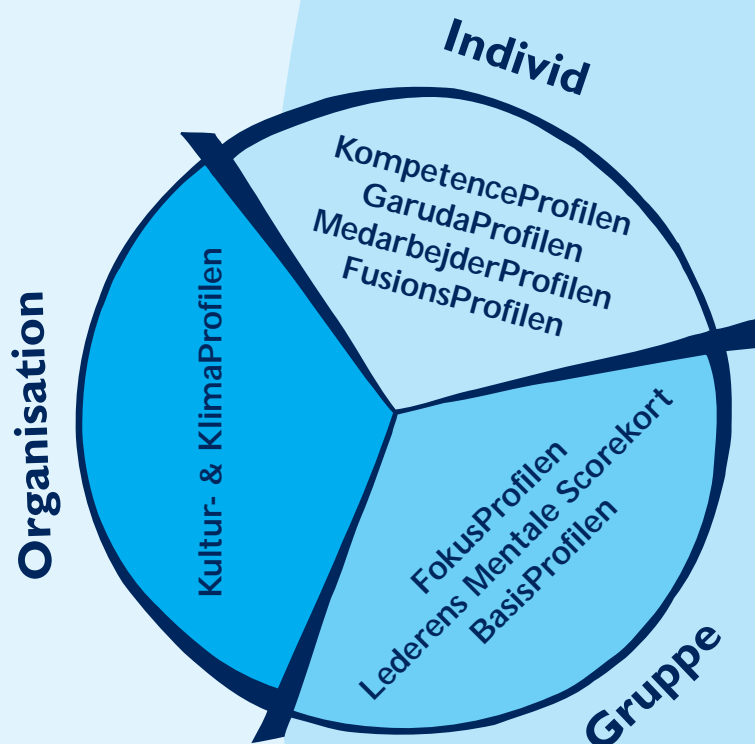 Individ
KompetenceProfilen
GarudaProfilen
MedarbejderProfilen
FusionsProfilen
Organisation
Kultur- & KlimaProfilen
FokusProfilen
Lederens Mentale Scorekort
BasisProfilen
Gruppe